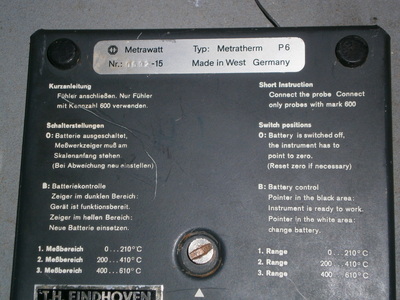 Metrawatt Typ: Metratherm P6
Nr.: -15 Made in West Germany
Kurzanleitung
Fühler anschließen. Nur Fühler
mit Kennzahl 600 verwenden.
Schalterstellungen
O: Batterie ausgeschaltet,
Meßwerkzeiger muß am
Skalenanfang stehen
(Bei Abweichung neu einstellen)
B: Batteriekontrolle
Zeiger im dunklen Bereich:
Gerät ist funktionsbereit.
Zeiger im hellen Bereich:
Neue Batterie einsetzen.
1. Meßbereich 0...210°C
2. Meßbereich 200...410°C
3. Meßbereich 400...610°C
Short Instruction
Connect the probe Connect
only probes with mark 600
Switch positions
O: Battery is switched off,
the instrument has to
point to zero.
(Reset zero if necessary)
B: Battery control
Pointer in the black area:
Instrument is ready to work.
Pointer in the white area:
change battery.
1. Range 0...210°C
2. Range 200...410°C
3. Range 400 610°C
T.H. EINDHOVEN